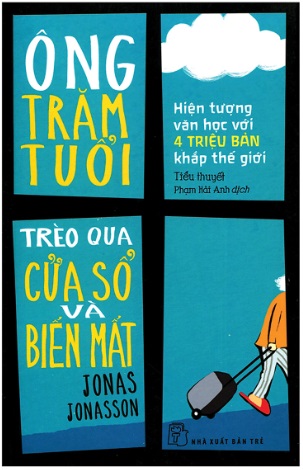 ÔNG
TRĂM
TUỔI
Hiện tượng
văn học với
4 TRIỆU BẢN
khắp thế giới
Tiểu thuyết
Phạm Hải Anh dịch
TRÈO QUA
CỬA SỔ
VÀ
BIẾN MẤT
JONAS
JONASSON
NHÀ XUẤT BẢN TRẺ